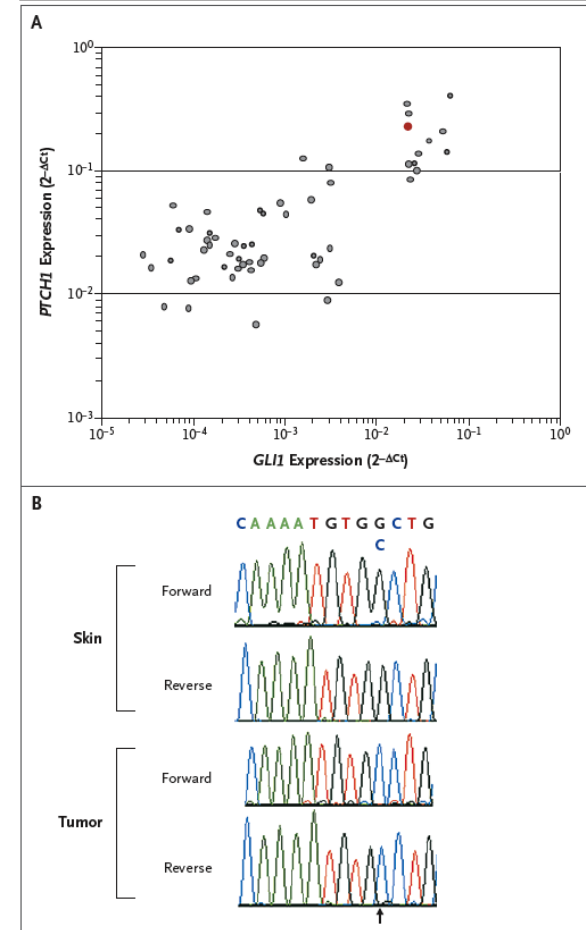 A
10⁰
10⁻¹
10⁻²
10⁻³
PTCH1 Expression (2⁻ΔCt)
10⁻⁵ 10⁻⁴ 10⁻³ 10⁻² 10⁻¹ 10⁰
GLI1 Expression (2⁻ΔCt)
B
C A A A A T G T G G C T G
C
Forward
Skin
Reverse
Forward
Tumor
Reverse